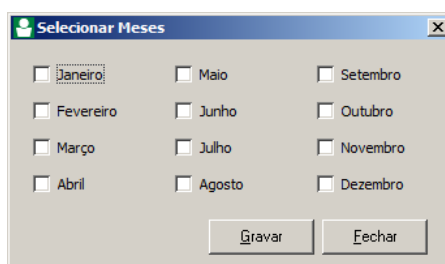 Selecionar Meses
Janeiro Maio Setembro
Fevereiro Junho Outubro
Março Julho Novembro
Abril Agosto Dezembro
Gravar Fechar